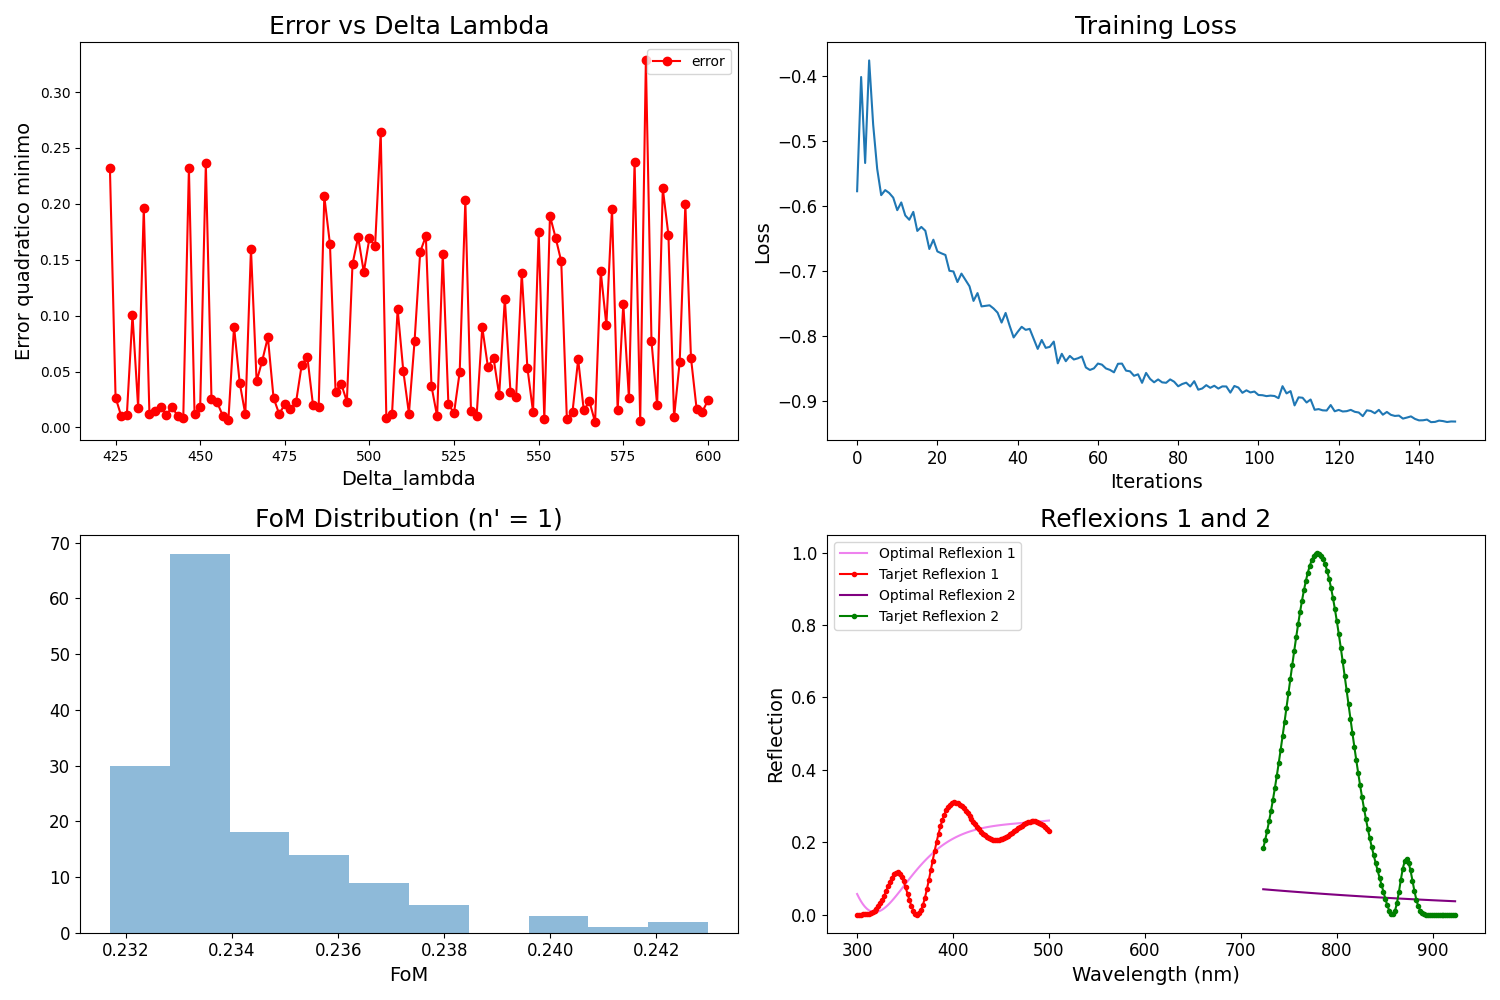 Error vs Delta Lambda
error
Error quadratico minimo
0.30
0.25
0.20
0.15
0.10
0.05
0.00
425 450 475 500 525 550 575 600
Delta_lambda
Training Loss
Loss
−0.4
−0.5
−0.6
−0.7
−0.8
−0.9
0 20 40 60 80 100 120 140
Iterations
FoM Distribution (n' = 1)
70
60
50
40
30
20
10
0
0.232 0.234 0.236 0.238 0.240 0.242
FoM
Reflexions 1 and 2
Optimal Reflexion 1
Tarjet Reflexion 1
Optimal Reflexion 2
Tarjet Reflexion 2
Reflection
1.0
0.8
0.6
0.4
0.2
0.0
300 400 500 600 700 800 900
Wavelength (nm)